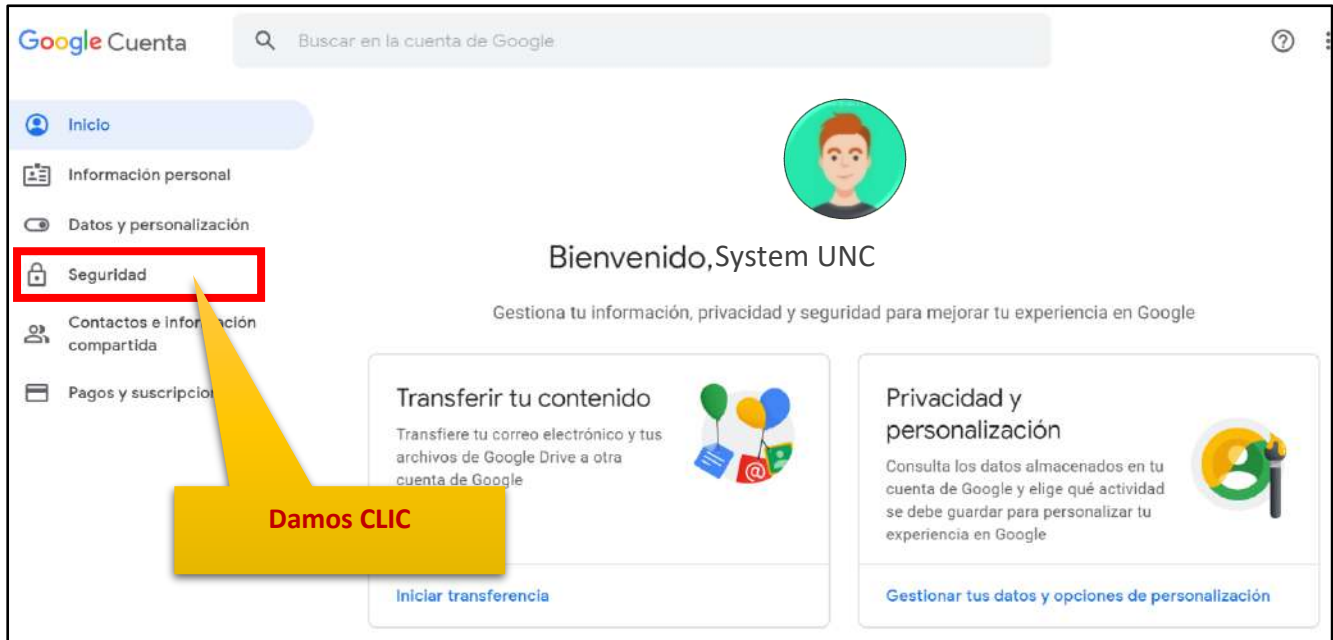 Google Cuenta
Buscar en la cuenta de Google
Inicio
Información personal
Datos y personalización
Seguridad
Contactos e información
compartida
Pagos y
Damos CLIC
Bienvenido, System UNC
Gestiona tu información, privacidad y seguridad para mejorar tu experiencia en Google
Transferir tu contenido
Transfiere tu correo electrónico y tus
archivos de Google Drive a otra
cuenta de Google
Iniciar transferencia
Privacidad y
personalización
Consulta los datos almacenados en tu
cuenta de Google y elige qué actividad
se debe guardar para personalizar tu
experiencia en Google
Gestionar tus datos y opciones de personalización